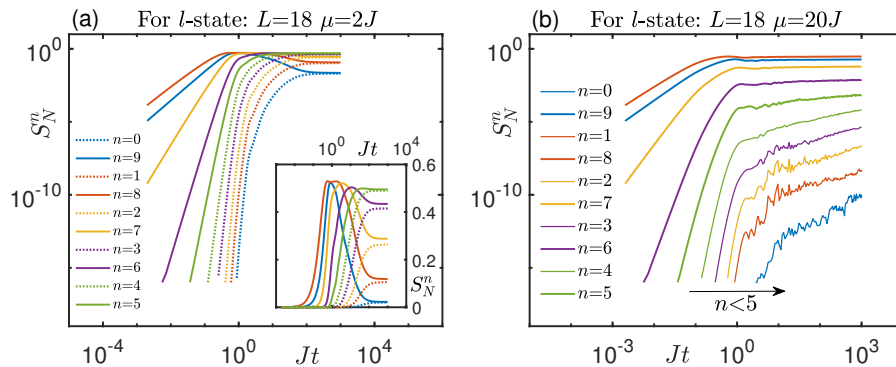 (a) For l-state: L=18 μ=2J
10^0
10^-10
S_N^n
n=0
n=9
n=1
n=8
n=2
n=7
n=3
n=6
n=4
n=5
10^-4 10^0 10^4
Jt
10^0 Jt 10^4
0.6
0.4
0.2
S_N^n
0
(b) For l-state: L=18 μ=20J
10^0
10^-10
S_N^n
n=0
n=9
n=1
n=8
n=2
n=7
n=3
n=6
n=4
n=5
n<5
10^-3 Jt 10^0 10^3